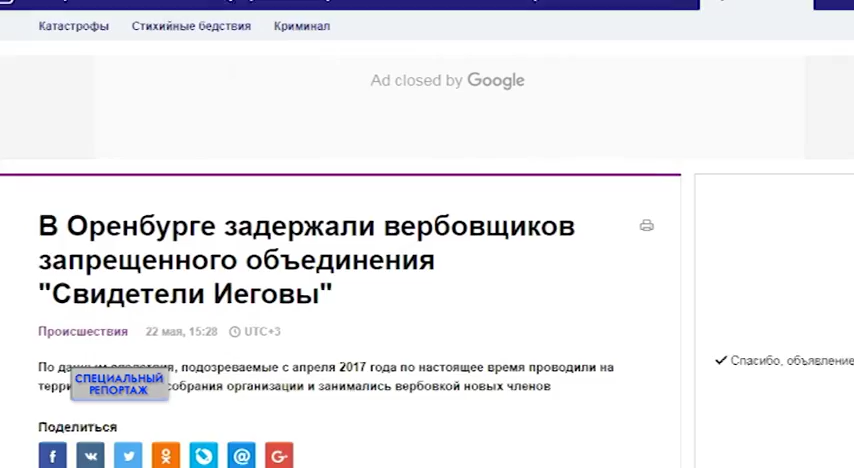 Катастрофы Стихийные бедствия Криминал
Ad closed by Google
В Оренбурге задержали вербовщиков
запрещенного объединения
"Свидетели Иеговы"
Происшествия 22 мая, 15:28 UTC+3
По данным следствия, подозреваемые с апреля 2017 года по настоящее время проводили на
собрания организации и занимались вербовкой новых членов
СПЕЦИАЛЬНЫЙ
РЕПОРТАЖ
Поделиться
Спасибо, объявление